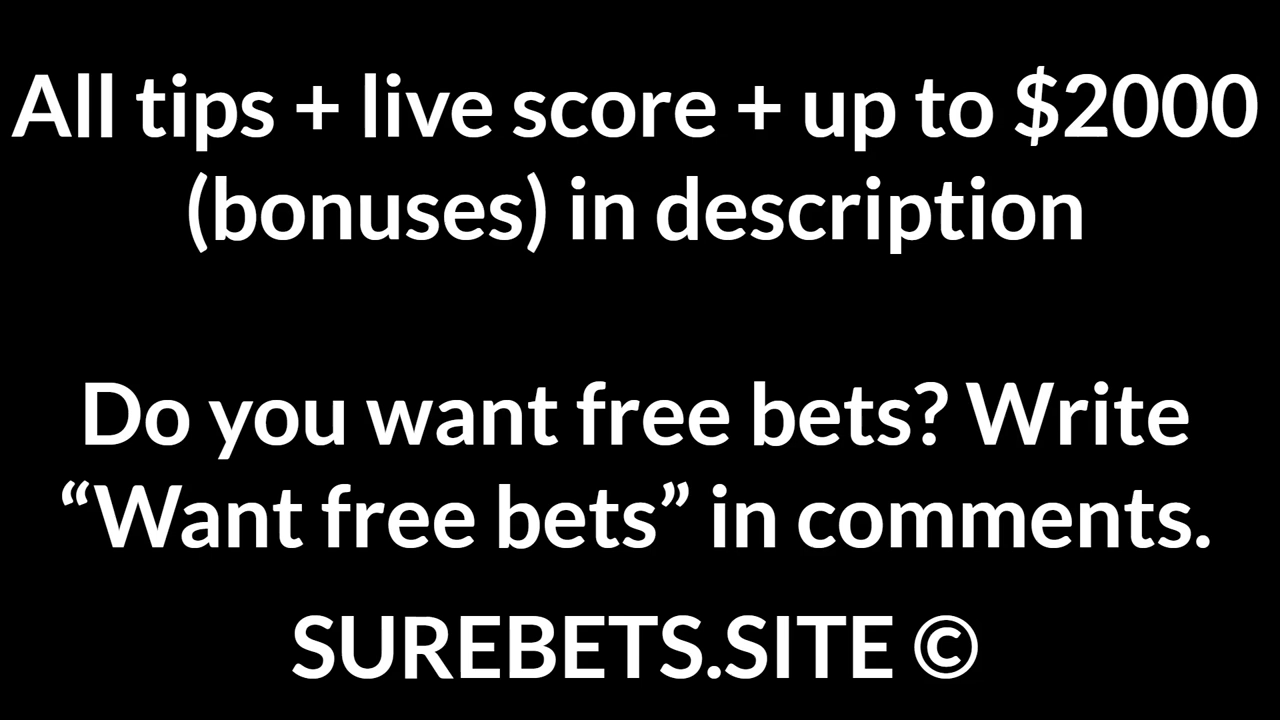 All tips + live score + up to $2000
(bonuses) in description
Do you want free bets? Write
“Want free bets” in comments.
SUREBETS.SITE ©